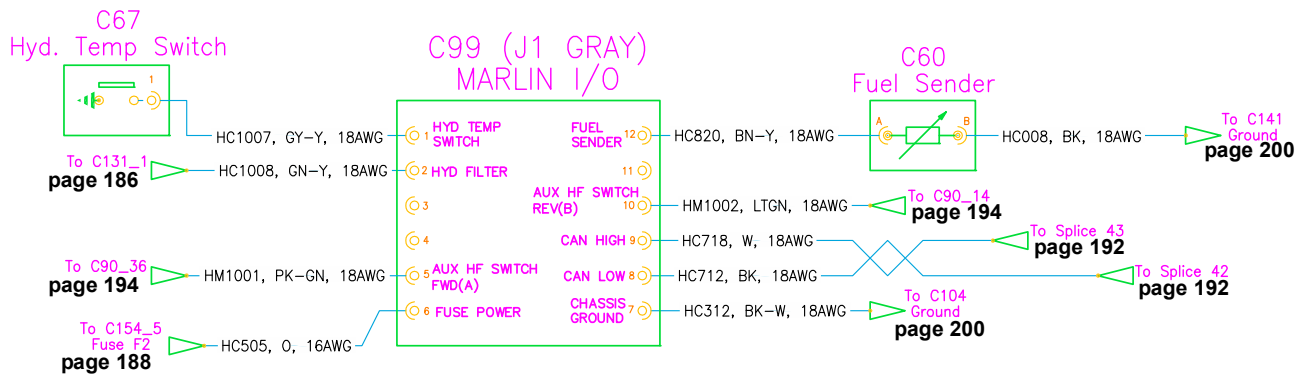 C67
Hyd. Temp Switch
1
C99 (J1 GRAY)
MARLIN I/O
C60
Fuel Sender
A
B
HC1007, GY-Y, 18AWG
1
HYD TEMP
SWITCH
FUEL
SENDER
12
HC820, BN-Y, 18AWG
HC008, BK, 18AWG
To C141
Ground
page 200
To C131_1
page 186
HC1008, GN-Y, 18AWG
2
HYD FILTER
11
3
AUX HF SWITCH
REV(B)
10
HM1002, LTGN, 18AWG
To C90_14
page 194
4
CAN HIGH
9
HC718, W, 18AWG
To Splice 43
page 192
To C90_36
page 194
HM1001, PK-GN, 18AWG
5
AUX HF SWITCH
FWD(A)
CAN LOW
8
HC712, BK, 18AWG
To Splice 42
page 192
6
FUSE POWER
CHASSIS
GROUND
7
HC312, BK-W, 18AWG
To C104
Ground
page 200
To C154_5
Fuse F2
page 188
HC505, O, 16AWG